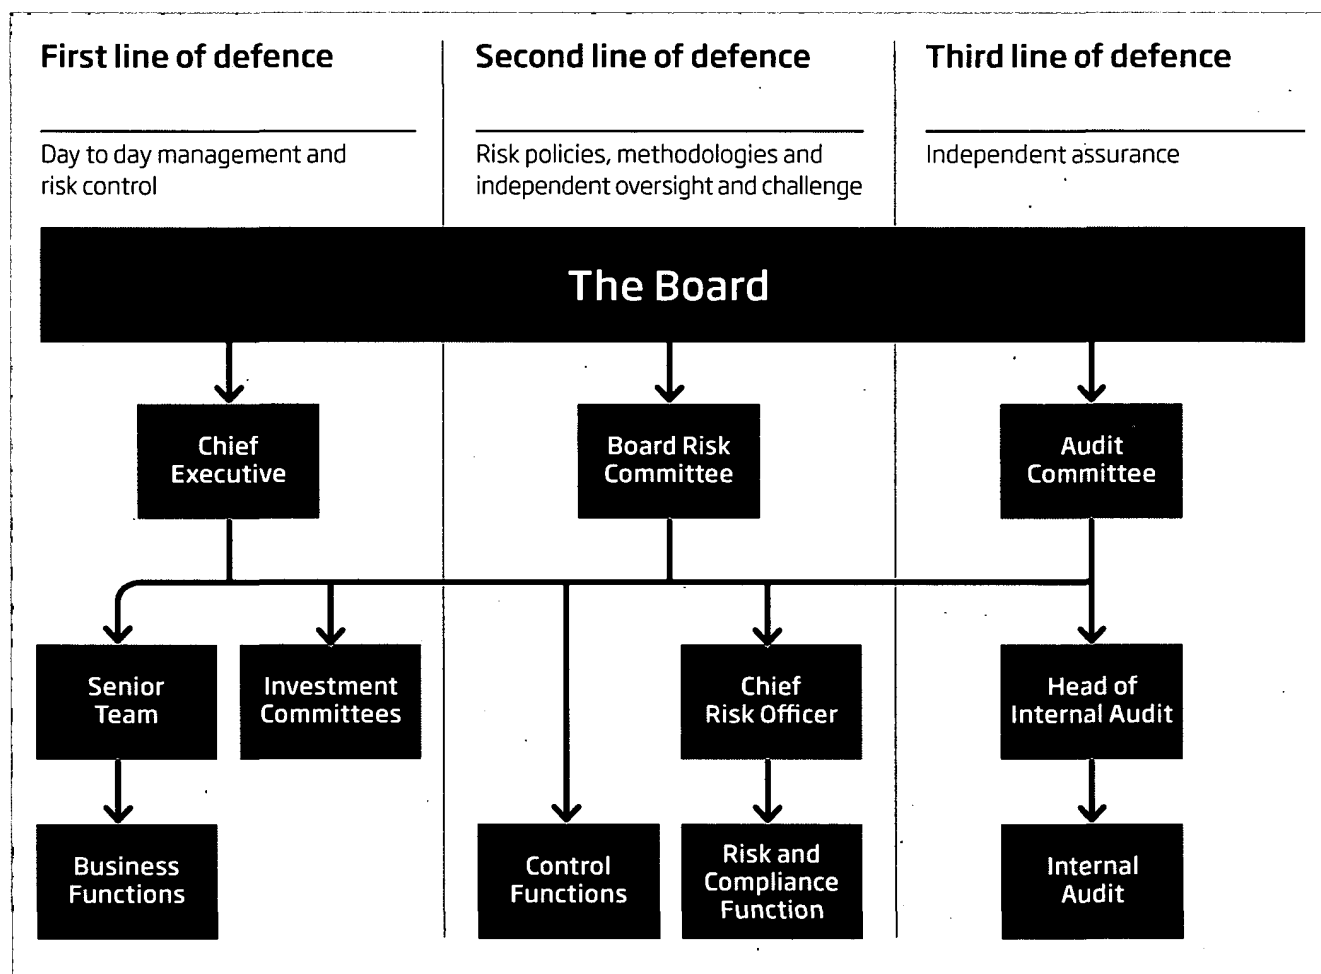 First line of defence
Day to day management and
risk control
Second line of defence
Risk policies, methodologies and
independent oversight and challenge
Third line of defence
Independent assurance
The Board
Chief
Executive
Board Risk
Committee
Audit
Committee
Senior
Team
Investment
Committees
Chief
Risk Officer
Head of
Internal Audit
Business
Functions
Control
Functions
Risk and
Compliance
Function
Internal
Audit